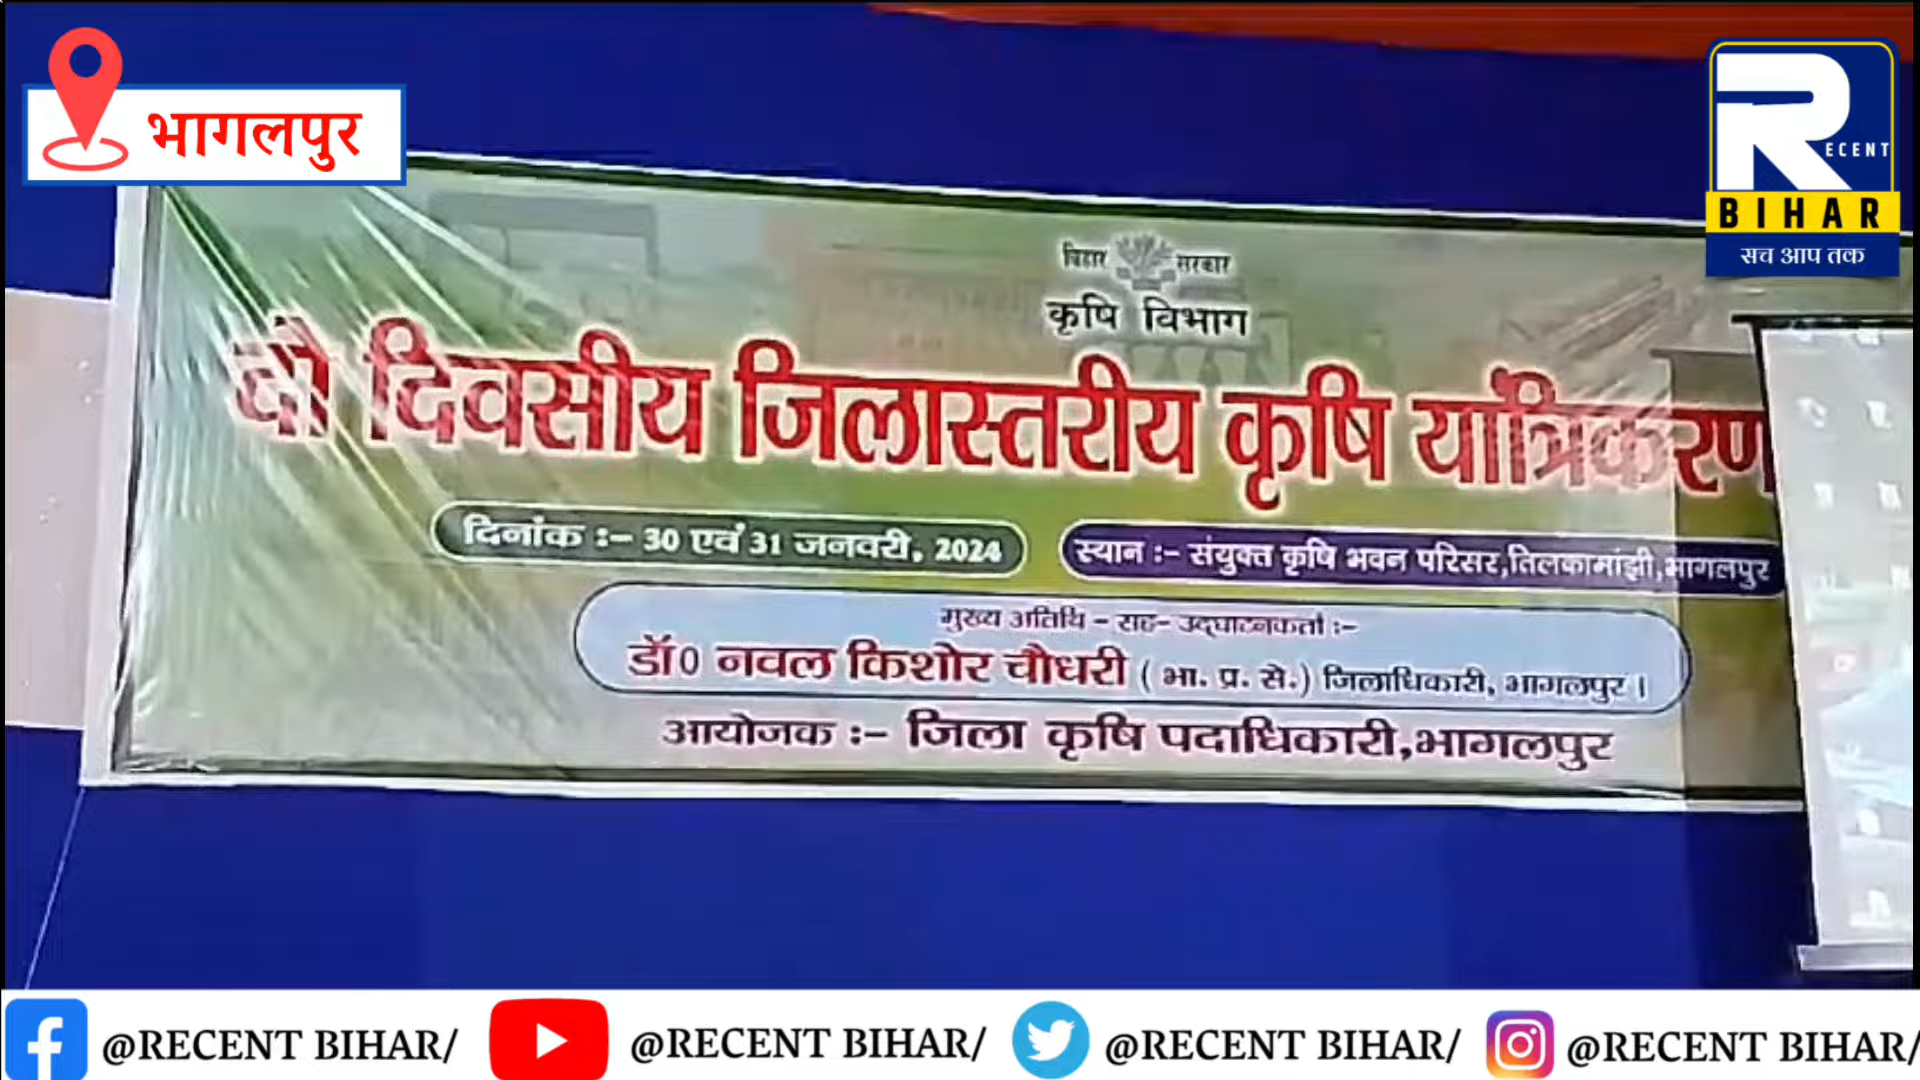 भागलपुर
RECENT
BIHAR
सच आप तक
बिहार सरकार
कृषि विभाग
दो दिवसीय जिलास्तरीय कृषि यांत्रिकरण
दिनांक :- 30 एवं 31 जनवरी, 2024
स्थान :- संयुक्त कृषि भवन परिसर,तिलकामांझी,भागलपुर
मुख्य अतिथि - सह- उद्घाटनकर्ता :-
डॉ0 नवल किशोर चौधरी ( भा. प्र. से.) जिलाधिकारी, भागलपुर।
आयोजक :- जिला कृषि पदाधिकारी,भागलपुर
@RECENT BIHAR/ @RECENT BIHAR/ @RECENT BIHAR/ @RECENT BIHAR/